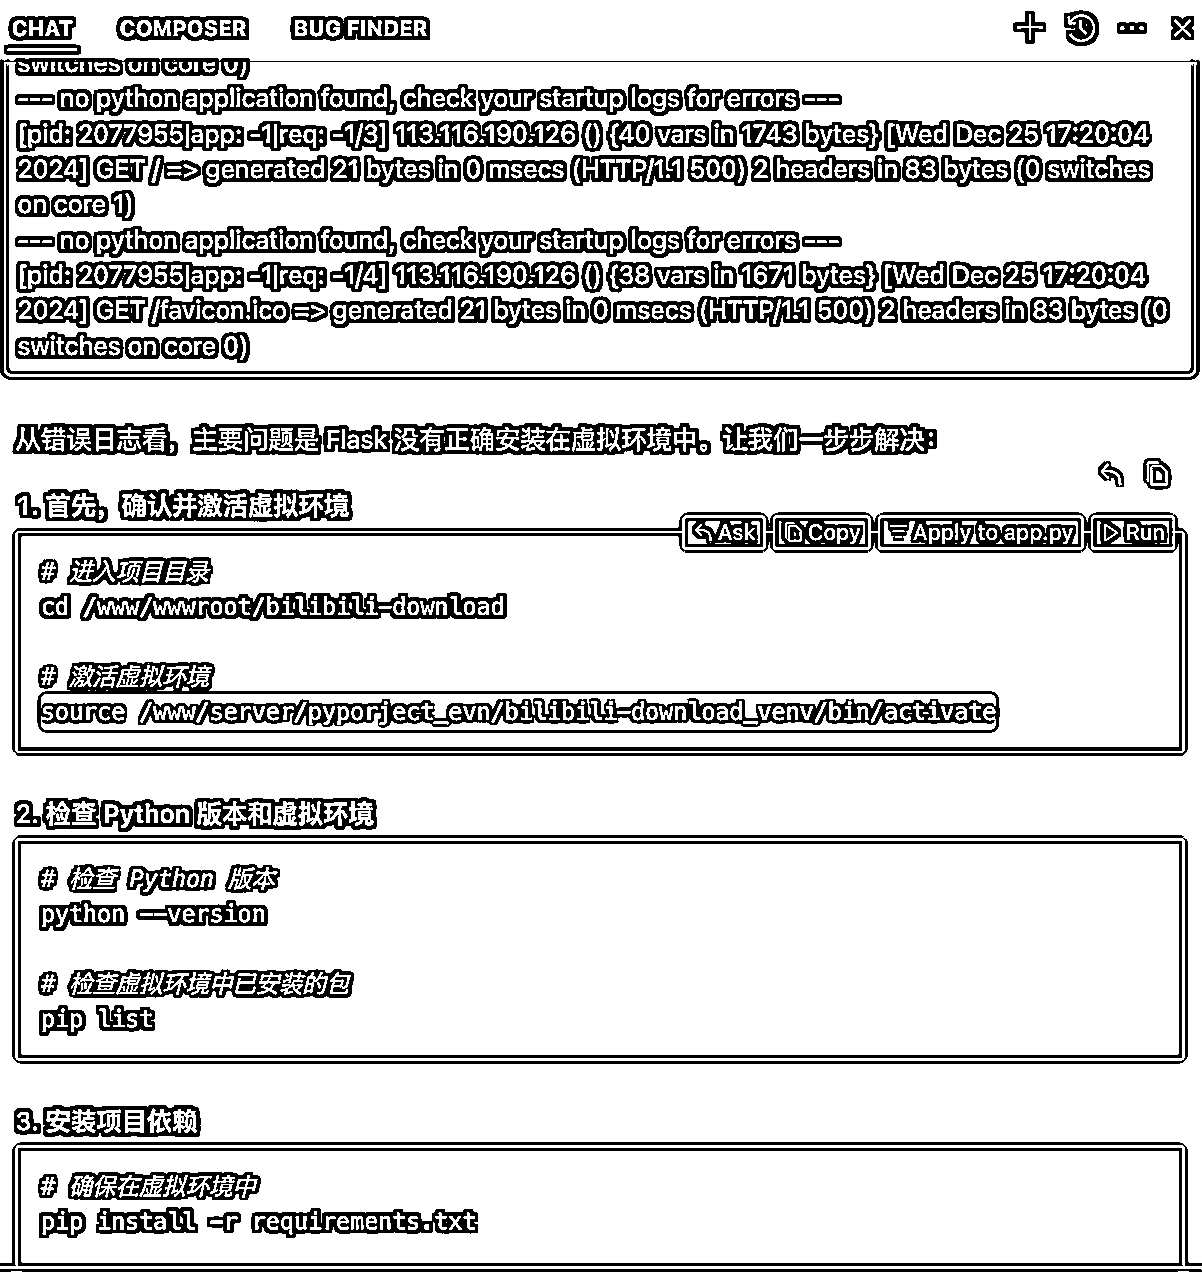 CHAT COMPOSER BUG FINDER
switches on core 0)
--- no python application found, check your startup logs for errors ---
[pid: 2077955|app: -1|req: -1/3] 113.116.190.126 () {40 vars in 1743 bytes} [Wed Dec 25 17:20:04
2024] GET / => generated 21 bytes in 0 msecs (HTTP/1.1 500) 2 headers in 83 bytes (0 switches
on core 1)
--- no python application found, check your startup logs for errors ---
[pid: 2077955|app: -1|req: -1/4] 113.116.190.126 () {38 vars in 1671 bytes} [Wed Dec 25 17:20:04
2024] GET /favicon.ico => generated 21 bytes in 0 msecs (HTTP/1.1 500) 2 headers in 83 bytes (0
switches on core 0)
从错误日志看，主要问题是 Flask 没有正确安装在虚拟环境中。让我们一步步解决：
1. 首先，确认并激活虚拟环境
Ask Copy Apply to app.py Run
# 进入项目目录
cd /www/wwwroot/bilibili-download
# 激活虚拟环境
source /www/server/pyporject_evn/bilibili-download_venv/bin/activate
2. 检查 Python 版本和虚拟环境
# 检查 Python 版本
python --version
# 检查虚拟环境中已安装的包
pip list
3. 安装项目依赖
# 确保在虚拟环境中
pip install -r requirements.txt